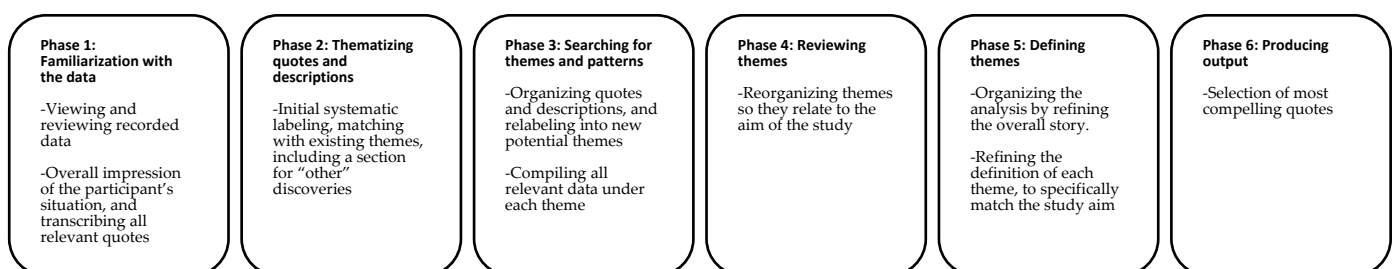 Phase 1:
Familiarization with
the data
-Viewing and
reviewing recorded
data
-Overall impression
of the participant’s
situation, and
transcribing all
relevant quotes
Phase 2: Thematizing
quotes and
descriptions
-Initial systematic
labeling, matching
with existing themes,
including a section
for “other”
discoveries
Phase 3: Searching for
themes and patterns
-Organizing quotes
and descriptions, and
relabeling into new
potential themes
-Compiling all
relevant data under
each theme
Phase 4: Reviewing
themes
-Reorganizing themes
so they relate to the
aim of the study
Phase 5: Defining
themes
-Organizing the
analysis by refining
the overall story.
-Refining the
definition of each
theme, to specifically
match the study aim
Phase 6: Producing
output
-Selection of most
compelling quotes